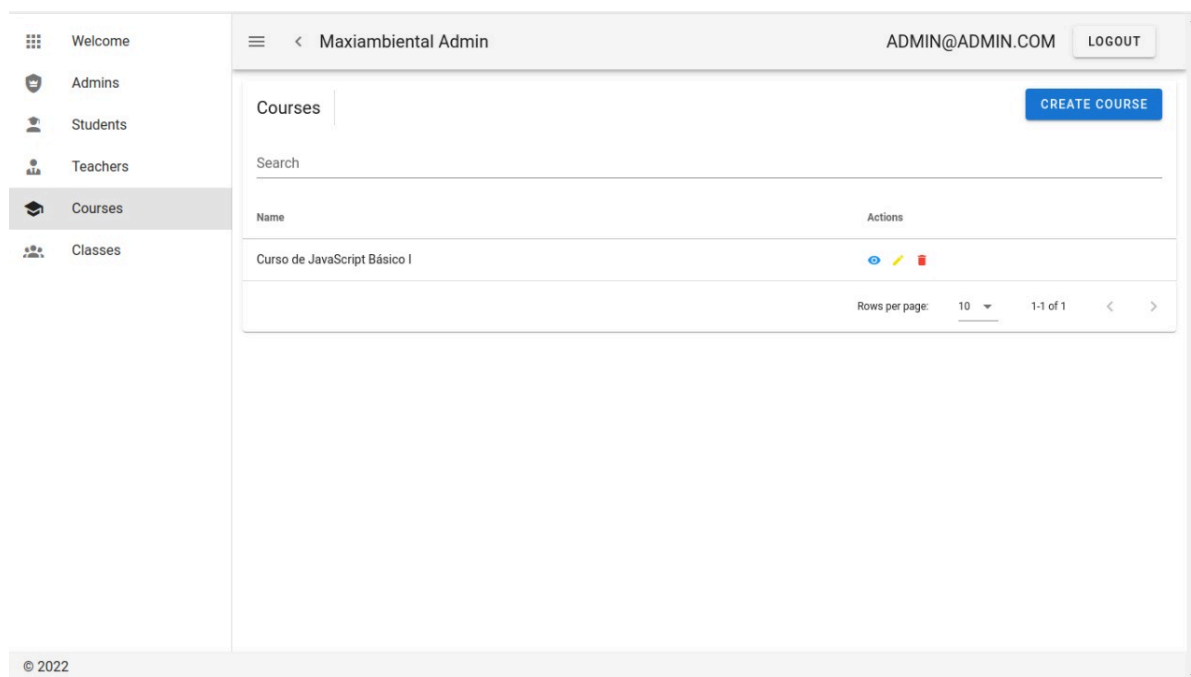 Welcome
Admins
Students
Teachers
Courses
Classes
Maxiambiental Admin
ADMIN@ADMIN.COM
LOGOUT
Courses
CREATE COURSE
Search
Name Actions
Curso de JavaScript Básico I
Rows per page: 10 1-1 of 1
© 2022